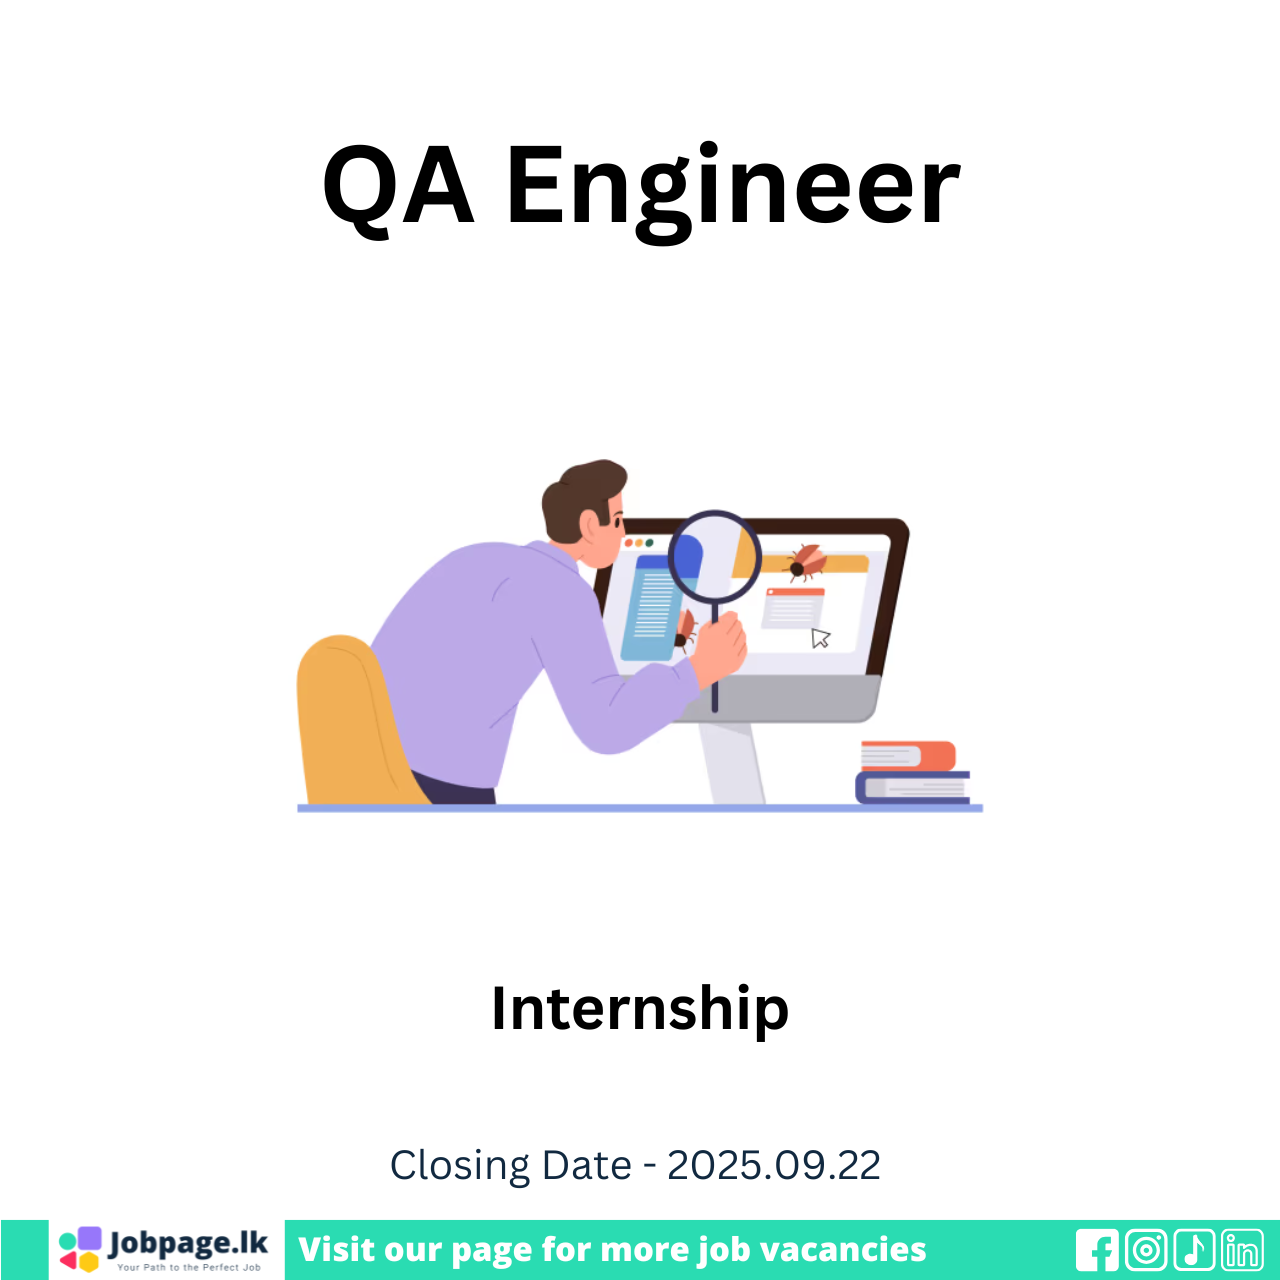 QA Engineer
Internship
Closing Date - 2025.09.22
Jobpage.lk
Your Path to the Perfect Job
Visit our page for more job vacancies